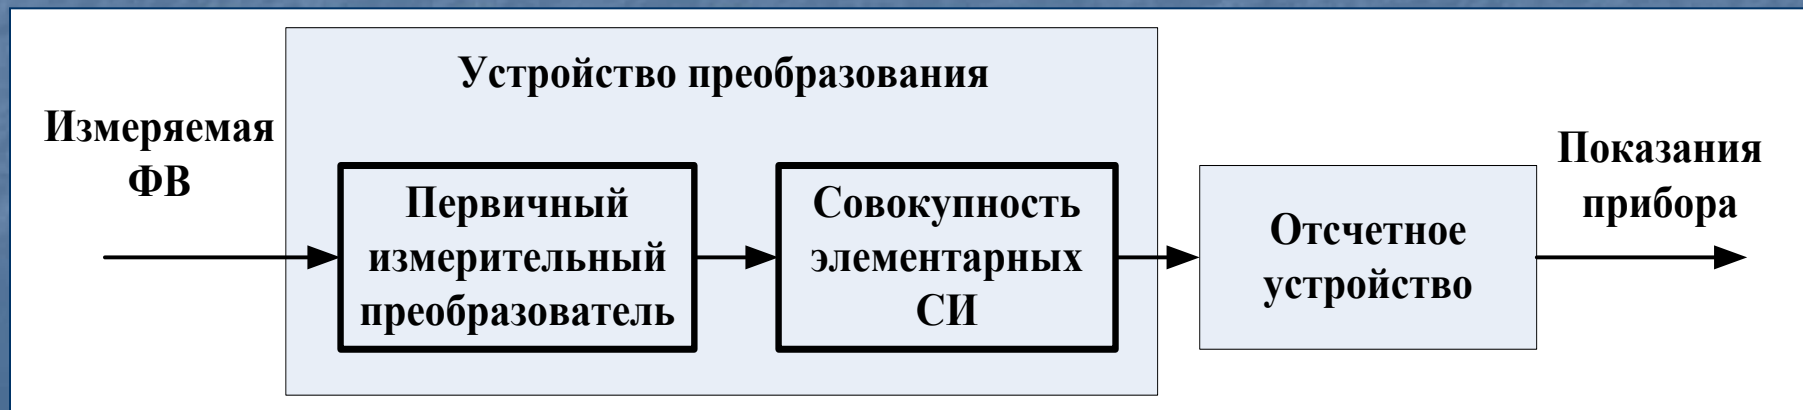 Устройство преобразования
Измеряемая
ФВ
Первичный
измерительный
преобразователь
Совокупность
элементарных
СИ
Отсчетное
устройство
Показания
прибора